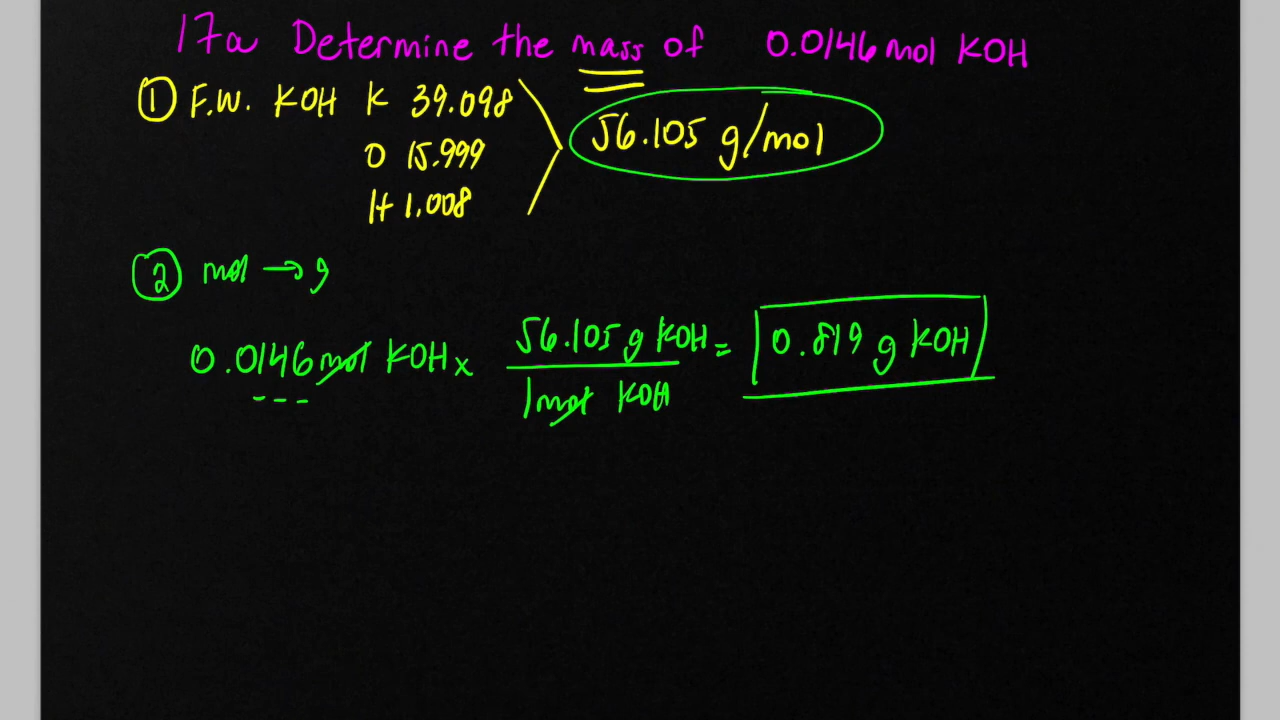 17a Determine the mass of 0.0146 mol KOH
① F.W. KOH K 39.098
O 15.999
H 1.008
56.105 g/mol
② mol → g
0.0146 mol KOH x 56.105 g KOH / 1 mol KOH = 0.819 g KOH